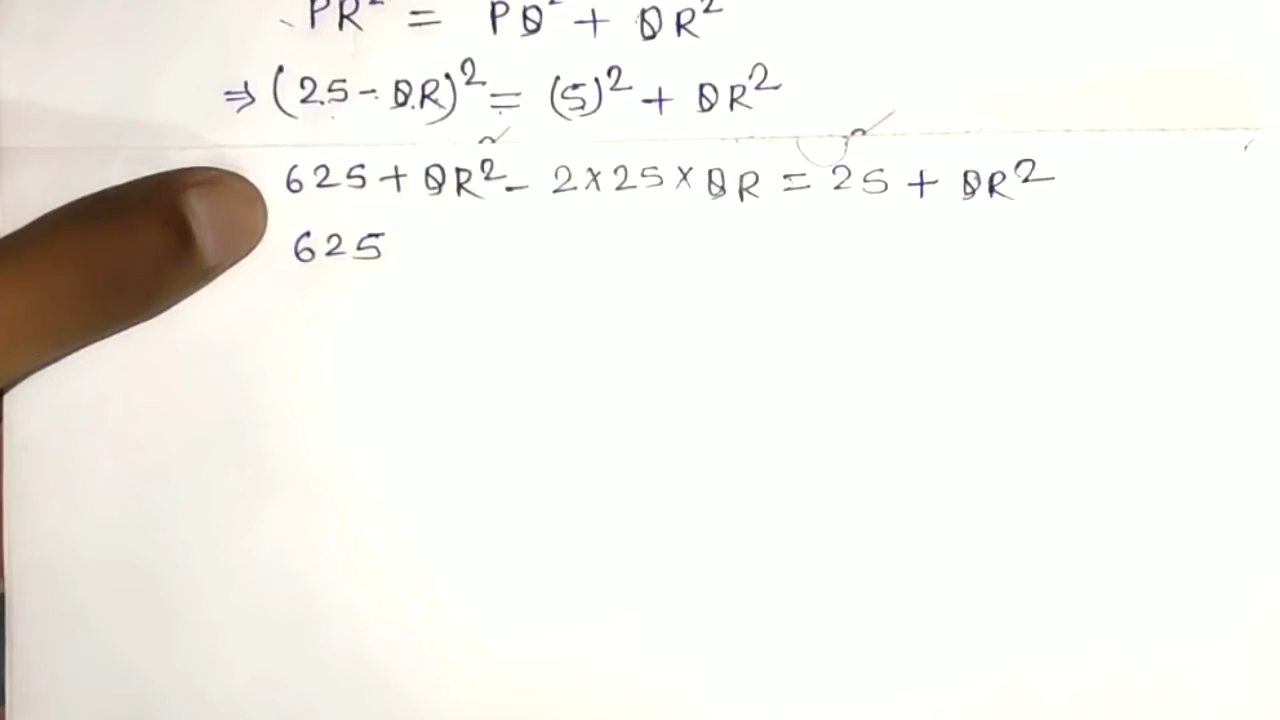 PR² = PQ² + QR²
⇒ (25 - QR)² = (5)² + QR²
625 + QR² - 2×25×QR = 25 + QR²
625